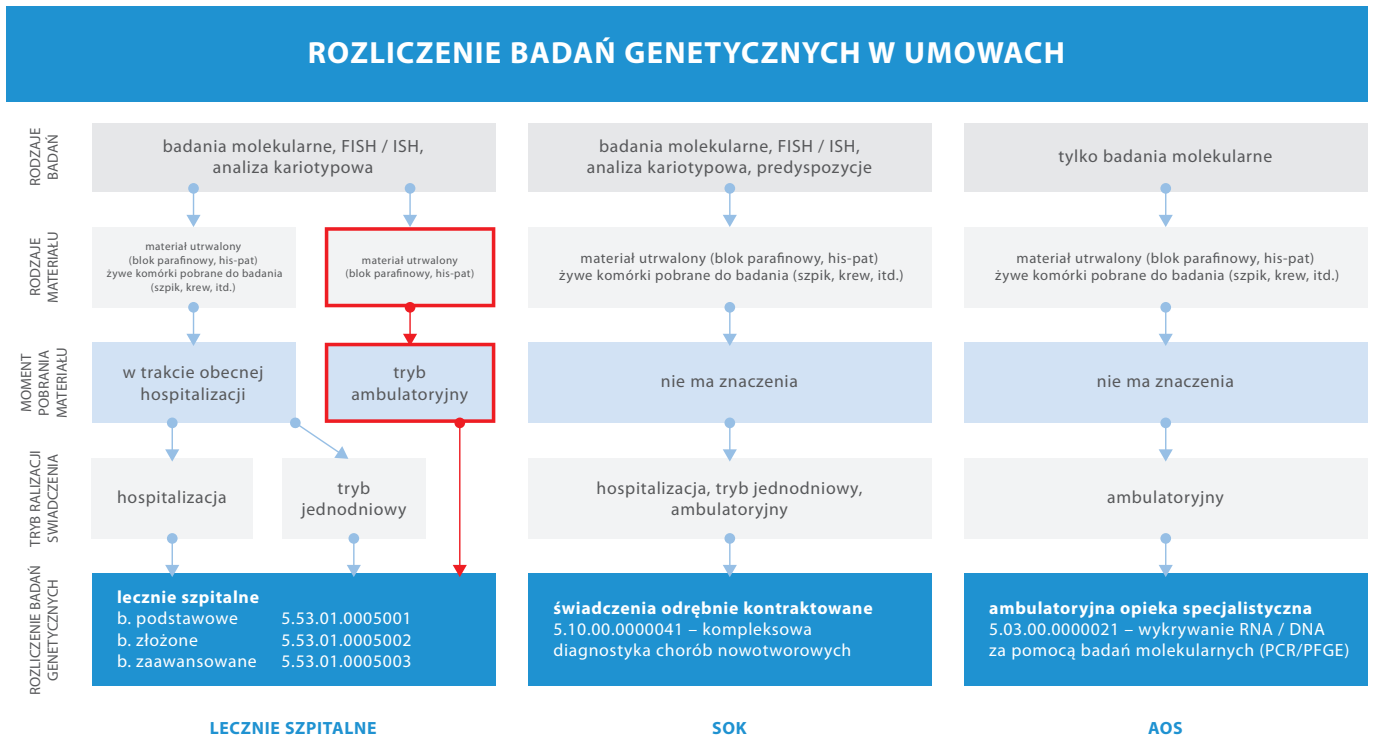 ROZLICZENIE BADAŃ GENETYCZNYCH W UMOWACH
RODZAJE
BADAŃ
badania molekularne, FISH / ISH,
analiza kariotypowa
badania molekularne, FISH / ISH,
analiza kariotypowa, predyspozycje
tylko badania molekularne
RODZAJE
MATERIAŁU
materiał utrwalony
(blok parafinowy, his-pat)
żywe komórki pobrane do badania
(szpik, krew, itd.)
materiał utrwalony
(blok parafinowy, his-pat)
materiał utrwalony (blok parafinowy, his-pat)
żywe komórki pobrane do badania (szpik, krew, itd.)
materiał utrwalony (blok parafinowy, his-pat)
żywe komórki pobrane do badania (szpik, krew, itd.)
MOMENT
POBRANIA
MATERIAŁU
w trakcie obecnej
hospitalizacji
tryb
ambulatoryjny
nie ma znaczenia
nie ma znaczenia
TRYB RALIZACJI
SWIADCZENIA
hospitalizacja
tryb
jednodniowy
hospitalizacja, tryb jednodniowy,
ambulatoryjny
ambulatoryjny
ROZLICZENIE BADAŃ
GENETYCZNYCH
lecznie szpitalne
b. podstawowe 5.53.01.0005001
b. złożone 5.53.01.0005002
b. zaawansowane 5.53.01.0005003
świadczenia odrębnie kontraktowane
5.10.00.0000041 – kompleksowa
diagnostyka chorób nowotworowych
ambulatoryjna opieka specjalistyczna
5.03.00.0000021 – wykrywanie RNA / DNA
za pomocą badań molekularnych (PCR/PFGE)
LECZNIE SZPITALNE
SOK
AOS